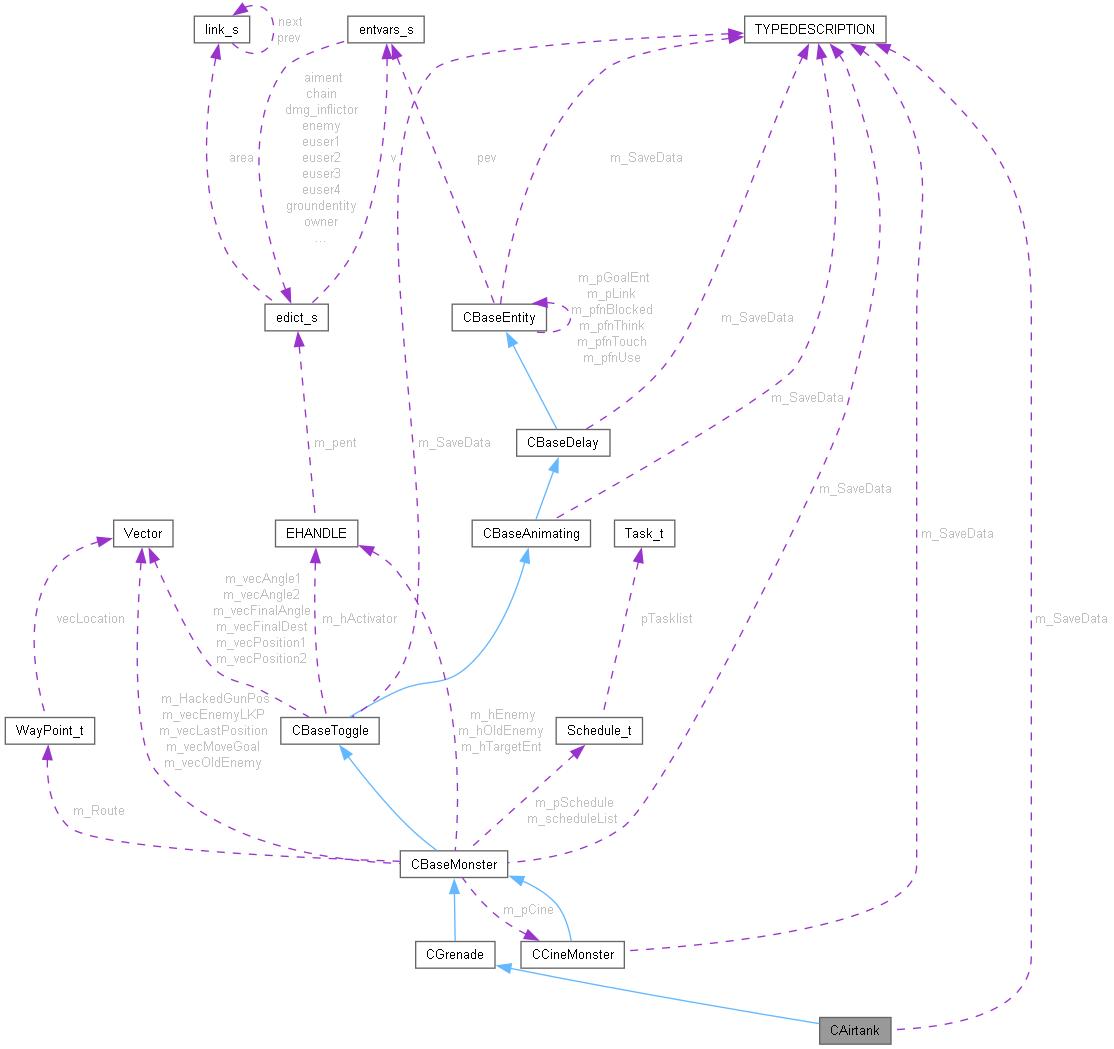 link_s
next
prev
entvars_s
TYPEDESCRIPTION
aiment
chain
dmg_inflictor
enemy
euser1
euser2
euser3
euser4
groundentity
owner
...
area
v
pev
m_SaveData
edict_s
CBaseEntity
m_pGoalEnt
m_pLink
m_pfnBlocked
m_pfnThink
m_pfnTouch
m_pfnUse
m_SaveData
m_SaveData
m_pent
m_SaveData
CBaseDelay
m_SaveData
Vector
EHANDLE
CBaseAnimating
Task_t
m_SaveData
vecLocation
m_vecAngle1
m_vecAngle2
m_vecFinalAngle
m_vecFinalDest
m_vecPosition1
m_vecPosition2
m_hActivator
pTasklist
m_SaveData
m_HackedGunPos
m_vecEnemyLKP
m_vecLastPosition
m_vecMoveGoal
m_vecOldEnemy
WayPoint_t
CBaseToggle
m_hEnemy
m_hOldEnemy
m_hTargetEnt
Schedule_t
m_Route
m_pSchedule
m_scheduleList
CBaseMonster
m_pCine
CGrenade
CCineMonster
CAirtank